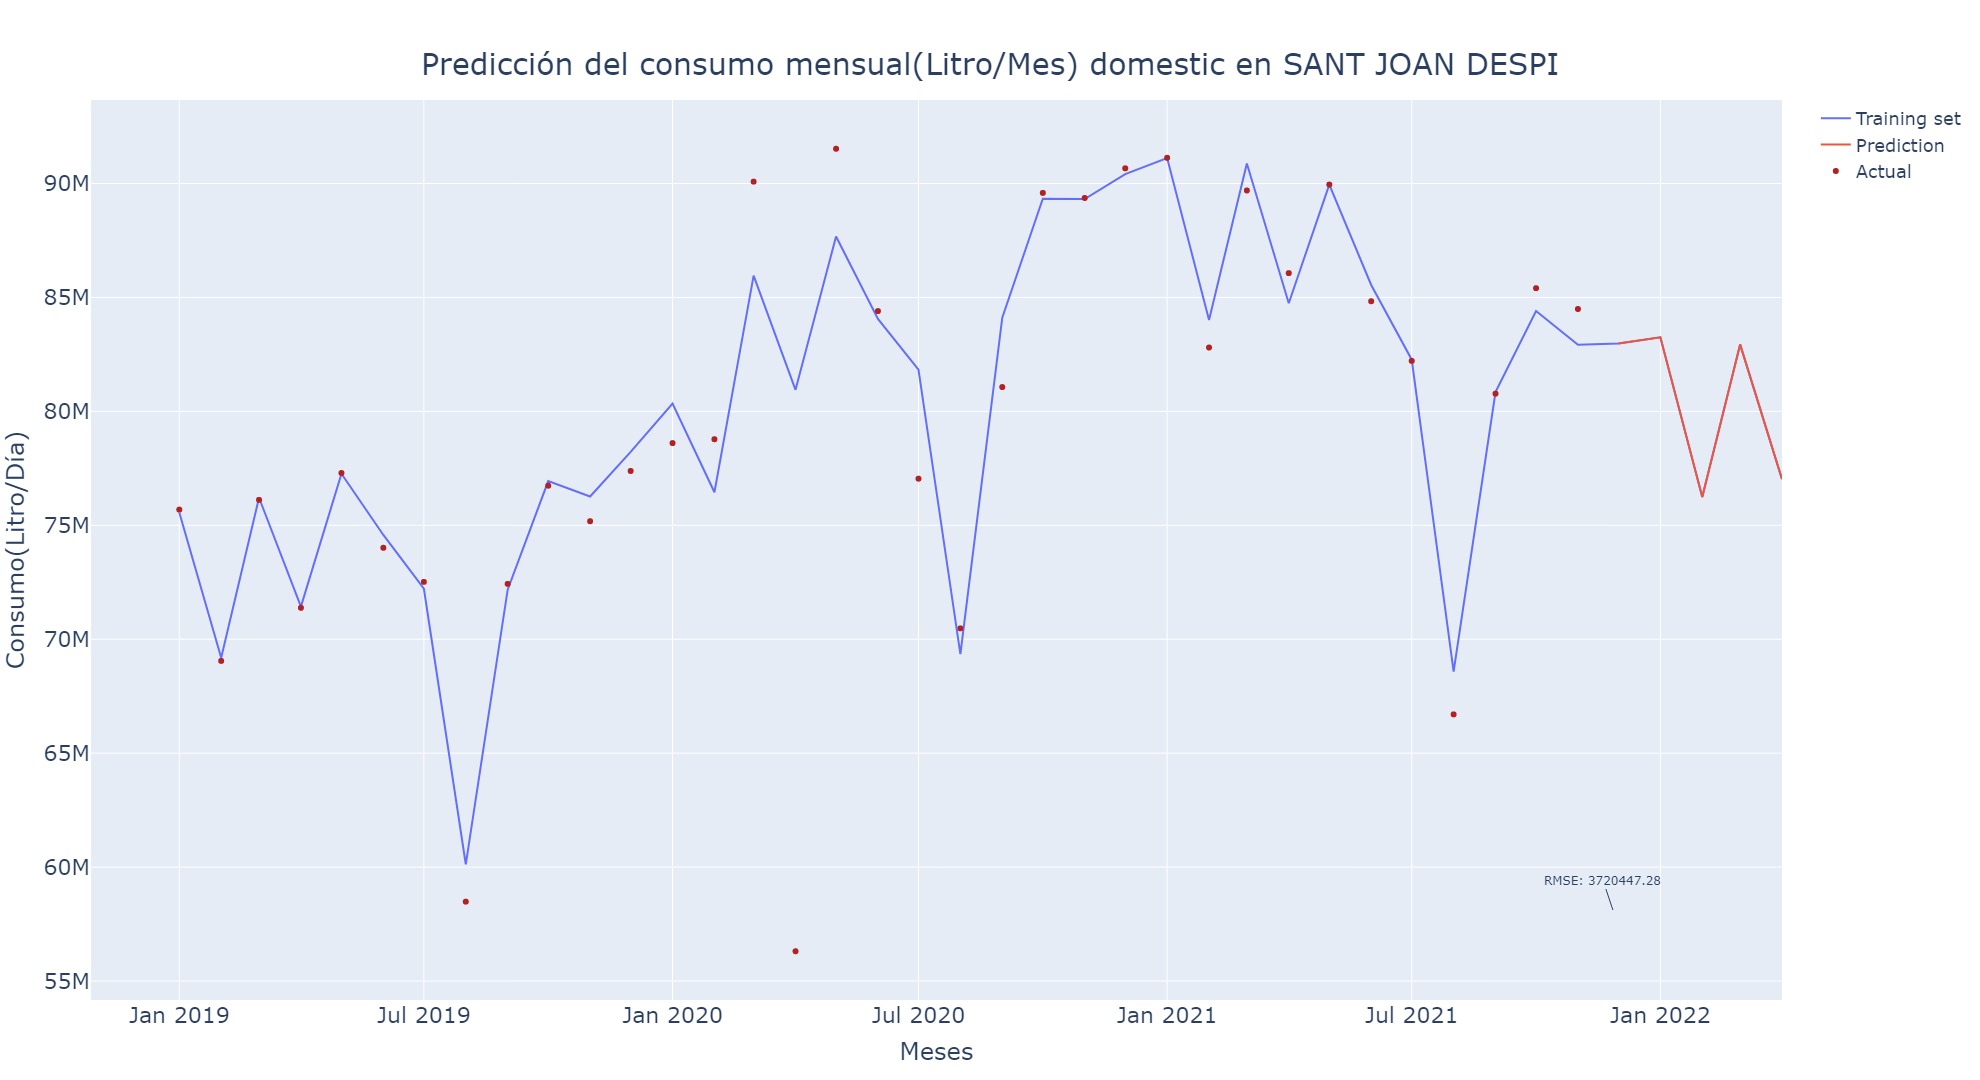 Predicción del consumo mensual(Litro/Mes) domestic en SANT JOAN DESPI
Training set
Prediction
Actual
90M
85M
80M
75M
70M
65M
60M
55M
Consumo(Litro/Día)
RMSE: 3720447.28
Jan 2019
Jul 2019
Jan 2020
Jul 2020
Jan 2021
Jul 2021
Jan 2022
Meses